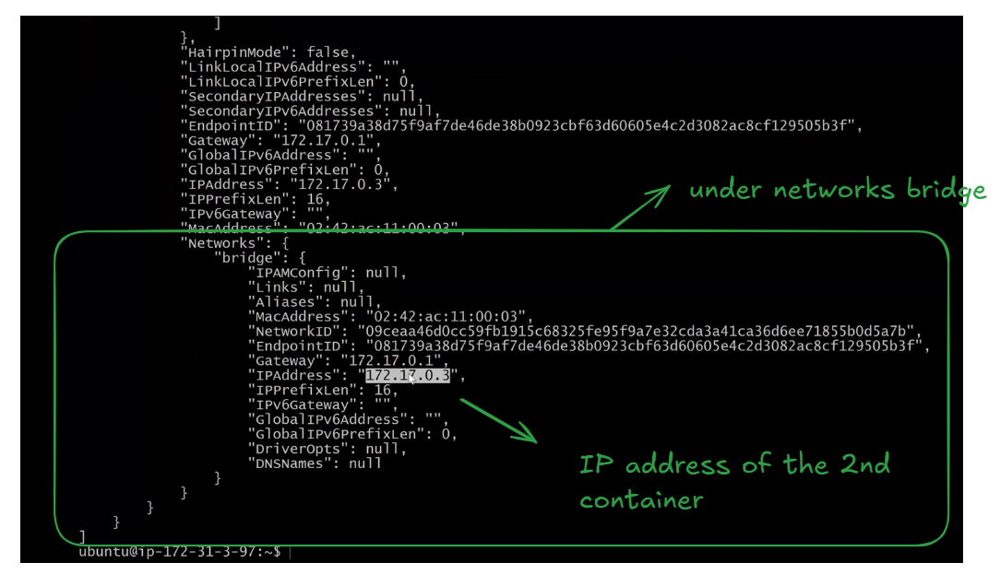 ]
},
"HairpinMode": false,
"LinkLocalIPv6Address": "",
"LinkLocalIPv6PrefixLen": 0,
"SecondaryIPAddresses": null,
"SecondaryIPv6Addresses": null,
"EndpointID": "081739a38d75f9af7de46de38b0923cbf63d60605e4c2d3082ac8cf129505b3f",
"Gateway": "172.17.0.1",
"GlobalIPv6Address": "",
"GlobalIPv6PrefixLen": 0,
"IPAddress": "172.17.0.3",
under networks bridge
"IPPrefixLen": 16,
"IPv6Gateway": "",
"MacAddress": "02:42:ac:11:00:03",
"Networks": {
"bridge": {
"IPAMConfig": null,
"Links": null,
"Aliases": null,
"MacAddress": "02:42:ac:11:00:03",
"NetworkID": "09ceaa46d0cc59fb1915c68325fe95f9a7e32cda3a41ca36d6ee71855b0d5a7b",
"EndpointID": "081739a38d75f9af7de46de38b0923cbf63d60605e4c2d3082ac8cf129505b3f",
"Gateway": "172.17.0.1",
"IPAddress": "172.17.0.3",
"IPPrefixLen": 16,
"IPv6Gateway": "",
"GlobalIPv6Address": "",
"GlobalIPv6PrefixLen": 0,
"DriverOpts": null,
"DNSNames": null
IP address of the 2nd
container
}
}
}
}
]
ubuntu@ip-172-31-3-97:~$